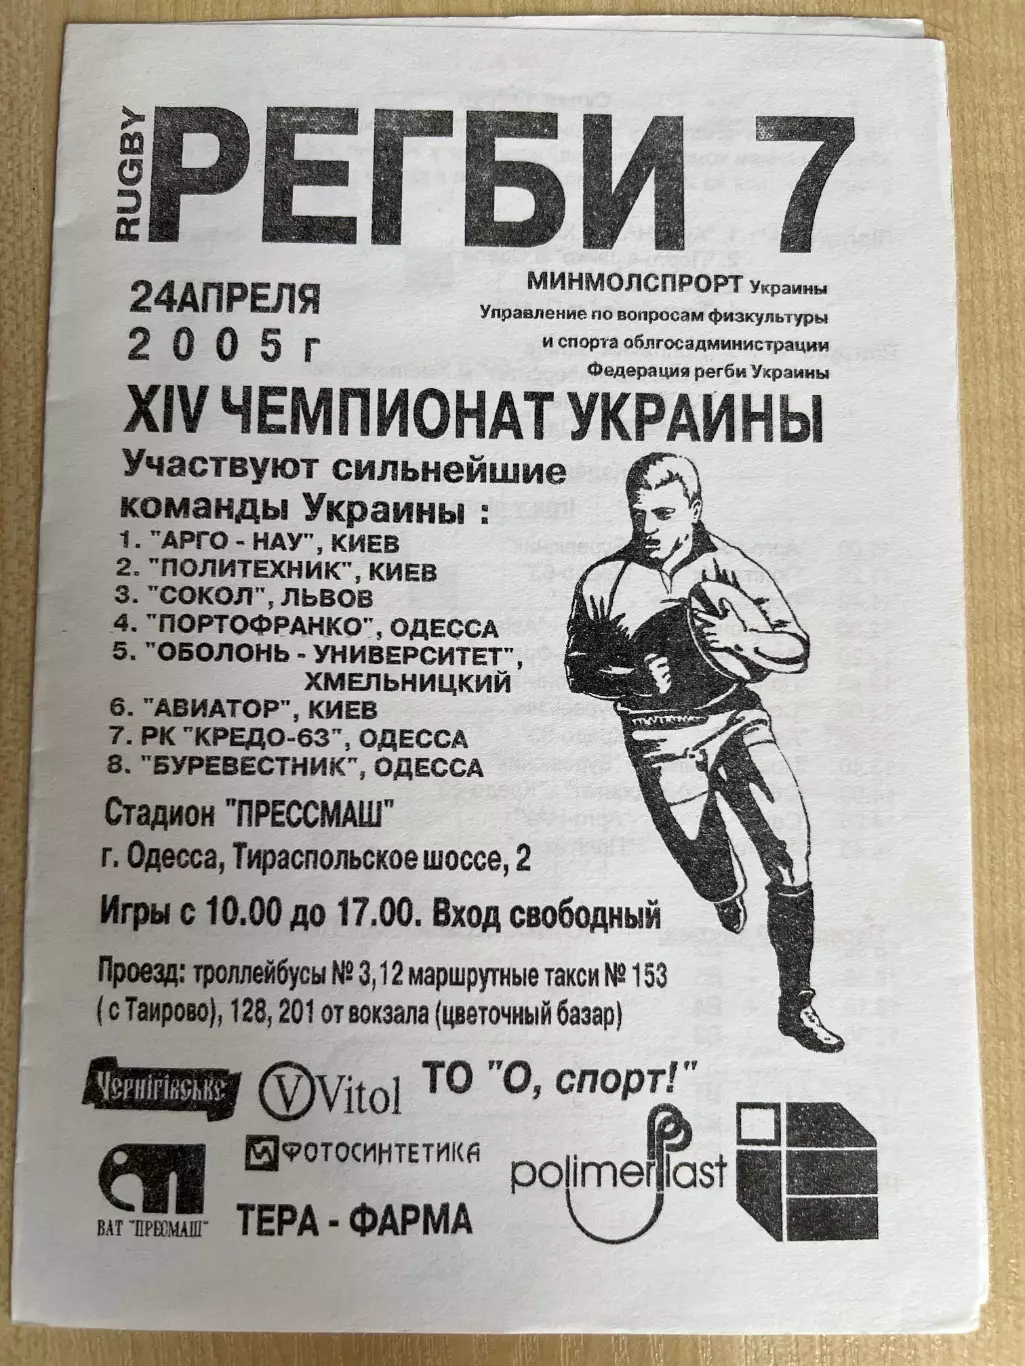 RUGBY
РЕГБИ 7
24АПРЕЛЯ
2005г
МИНМОЛСПРОРТ Украины
Управление по вопросам физкультуры
и спорта облгосадминистрации
Федерация регби Украины
XIV ЧЕМПИОНАТ УКРАИНЫ
Участвуют сильнейшие
команды Украины :
1. "АРГО - НАУ", КИЕВ
2. "ПОЛИТЕХНИК", КИЕВ
3. "СОКОЛ", ЛЬВОВ
4. "ПОРТОФРАНКО", ОДЕССА
5. "ОБОЛОНЬ - УНИВЕРСИТЕТ",
ХМЕЛЬНИЦКИЙ
6. "АВИАТОР", КИЕВ
7. РК "КРЕДО-63", ОДЕССА
8. "БУРЕВЕСТНИК", ОДЕССА
Стадион "ПРЕССМАШ"
г. Одесса, Тираспольское шоссе, 2
Игры с 10.00 до 17.00. Вход свободный
Проезд: троллейбусы № 3,12 маршрутные такси № 153
( с Таирово), 128, 201 от вокзала (цветочный базар)
Чернігівське
V Vitol
ТО "О, спорт!"
ФОТОСИНТЕТИКА
polimerplast
ВАТ "ПРЕСМАШ"
ТЕРА - ФАРМА